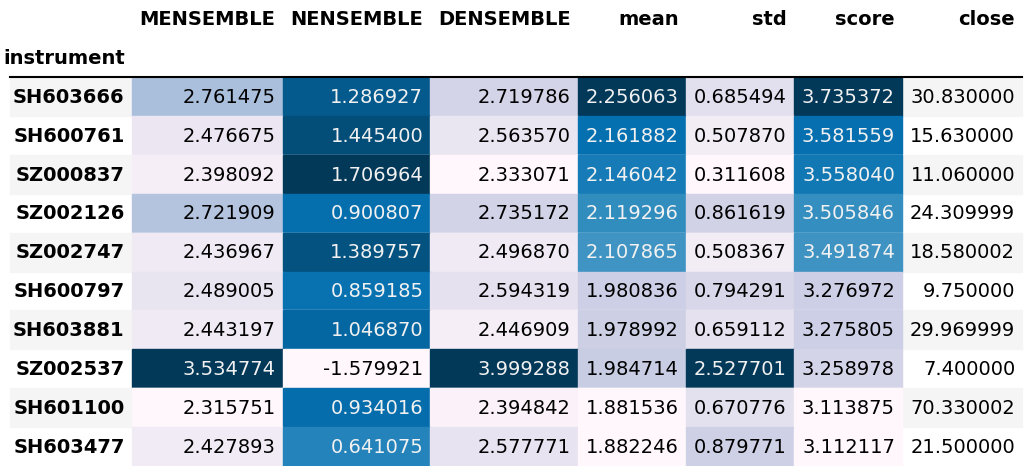 MENSEMBLE NENSEMBLE DENSEMBLE mean std score close
instrument
SH603666 2.761475 1.286927 2.719786 2.256063 0.685494 3.735372 30.830000
SH600761 2.476675 1.445400 2.563570 2.161882 0.507870 3.581559 15.630000
SZ000837 2.398092 1.706964 2.333071 2.146042 0.311608 3.558040 11.060000
SZ002126 2.721909 0.900807 2.735172 2.119296 0.861619 3.505846 24.309999
SZ002747 2.436967 1.389757 2.496870 2.107865 0.508367 3.491874 18.580002
SH600797 2.489005 0.859185 2.594319 1.980836 0.794291 3.276972 9.750000
SH603881 2.443197 1.046870 2.446909 1.978992 0.659112 3.275805 29.969999
SZ002537 3.534774 -1.579921 3.999288 1.984714 2.527701 3.258978 7.400000
SH601100 2.315751 0.934016 2.394842 1.881536 0.670776 3.113875 70.330002
SH603477 2.427893 0.641075 2.577771 1.882246 0.879771 3.112117 21.500000